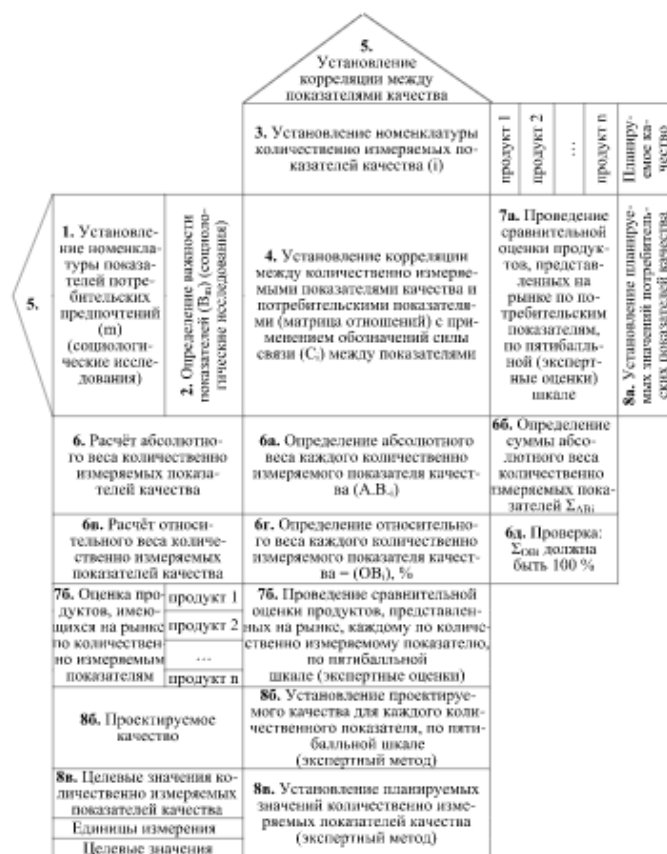 5.
Установление
корреляции между
показателями качества
3. Установление номенклатуры
количественно измеряемых по-
казателей качества (i)
продукт 1
продукт 2
...
продукт n
Планиру-
емое ка-
чество
5.
1. Установле-
ние номенкла-
туры показа-
телей потре-
бительских
предпочтений
(m)
(социологи-
ческие иссле-
дования)
2. Определение важности
показателей (Bm) (социоло-
гические исследования)
4. Установление корреляции
между количественно измеряе-
мыми показателями качества и
потребительскими показателя-
ми (матрица отношений) с при-
менением обозначений силы
связи (Ci) между показателями
7а. Проведение
сравнительной
оценки продук-
тов, представ-
ленных на
рынке по по-
требительским
показателям,
по пятибалль-
ной (эксперт-
ные оценки)
шкале
8а. Установление планируе-
мых значений потребитель-
ских показателей качества
6. Расчёт абсолютно-
го веса количественно
измеряемых показа-
телей качества
6а. Определение абсолютного
веса каждого количественно
измеряемого показателя качест-
ва (А.В.i)
6б. Определение
суммы абсо-
лютного веса
количественно
измеряемых пока-
зателей ΣАВi
6в. Расчёт относи-
тельного веса количе-
ственно измеряемых
показателей качества
6г. Определение относительно-
го веса каждого количественно
измеряемого показателя качест-
ва = (ОВi), %
6д. Проверка:
ΣОВi должна
быть 100 %
7б. Оценка про-
дуктов, имею-
щихся на рынке
по количествен-
но измеряемым
показателям
продукт 1
продукт 2
...
продукт n
7б. Проведение сравнительной
оценки продуктов, представлен-
ных на рынке, каждому по количе-
ственно измеряемому показателю,
по пятибалльной
шкале (экспертные оценки)
8б. Проектируемое
качество
8б. Установление проектируе-
мого качества для каждого коли-
чественного показателя, по пяти-
балльной шкале
(экспертный метод)
8в. Целевые значения ко-
личественно измеряемых
показателей качества
Единицы измерения
Целевые значения
8в. Установление планируемых
значений количественно изме-
ряемых показателей качества
(экспертный метод)